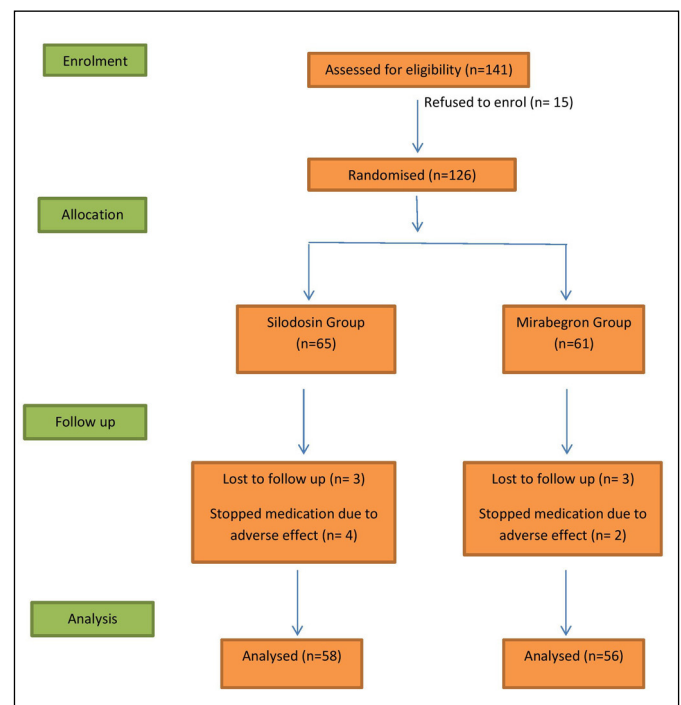 Enrolment
Assessed for eligibility (n=141)
Refused to enrol (n= 15)
Randomised (n=126)
Allocation
Silodosin Group
(n=65)
Mirabegron Group
(n=61)
Follow up
Lost to follow up (n= 3)
Stopped medication due to
adverse effect (n= 4)
Lost to follow up (n= 3)
Stopped medication due to
adverse effect (n= 2)
Analysis
Analysed (n=58)
Analysed (n=56)